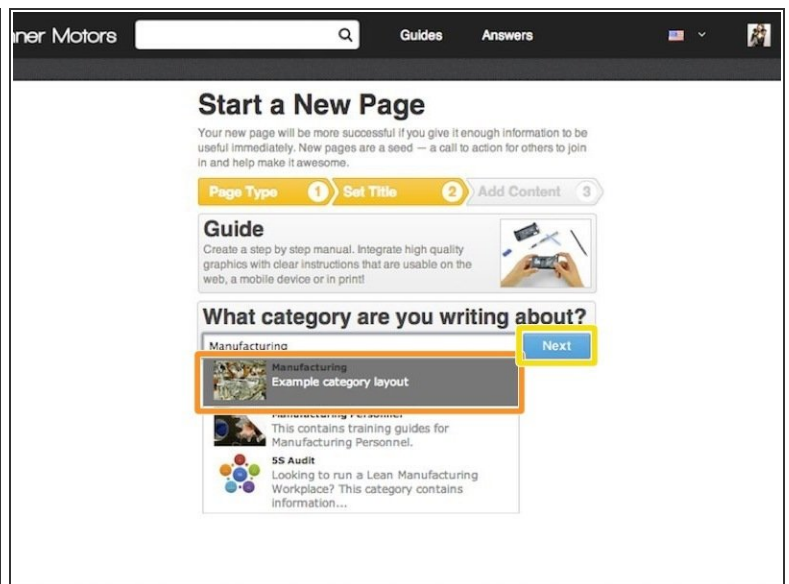 nner Motors
Guides
Answers
Start a New Page
Your new page will be more successful if you give it enough information to be
useful immediately. New pages are a seed — a call to action for others to join
in and help make it awesome.
Page Type 1 Set Title 2 Add Content 3
Guide
Create a step by step manual. Integrate high quality
graphics with clear instructions that are usable on the
web, a mobile device or in print!
What category are you writing about?
Manufacturing
Next
Manufacturing
Example category layout
Manufacturing Personnel
This contains training guides for
Manufacturing Personnel.
5S Audit
Looking to run a Lean Manufacturing
Workplace? This category contains
information...